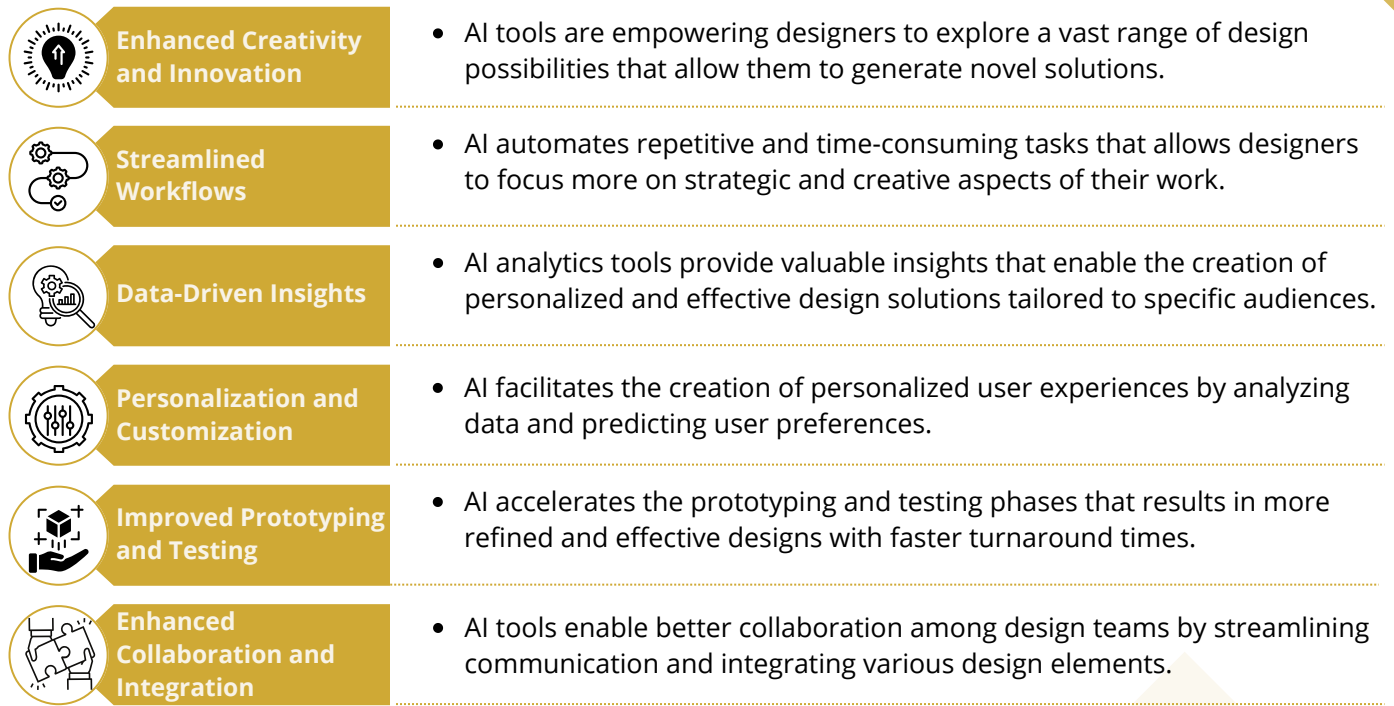 Enhanced Creativity
and Innovation
• AI tools are empowering designers to explore a vast range of design
possibilities that allow them to generate novel solutions.
Streamlined
Workflows
• AI automates repetitive and time-consuming tasks that allows designers
to focus more on strategic and creative aspects of their work.
Data-Driven Insights
• AI analytics tools provide valuable insights that enable the creation of
personalized and effective design solutions tailored to specific audiences.
Personalization and
Customization
• AI facilitates the creation of personalized user experiences by analyzing
data and predicting user preferences.
Improved Prototyping
and Testing
• AI accelerates the prototyping and testing phases that results in more
refined and effective designs with faster turnaround times.
Enhanced
Collaboration and
Integration
• AI tools enable better collaboration among design teams by streamlining
communication and integrating various design elements.